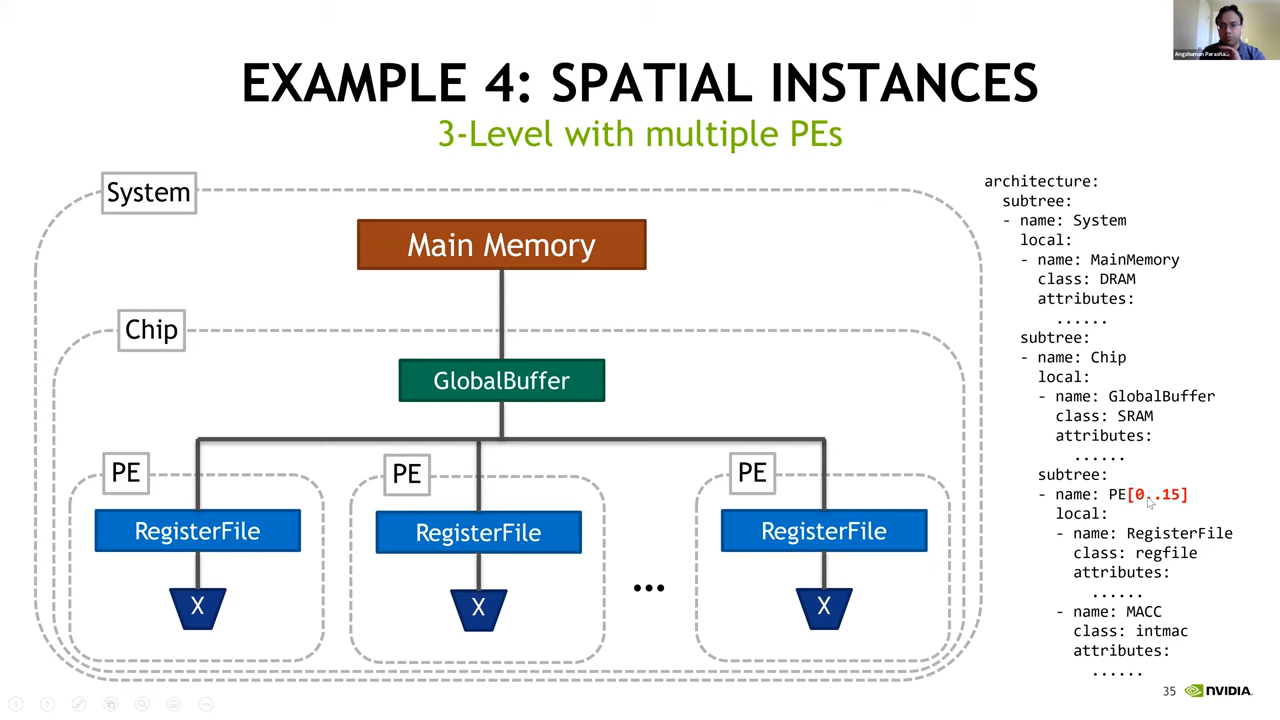 EXAMPLE 4: SPATIAL INSTANCES
3-Level with multiple PEs
System
Main Memory
Chip
GlobalBuffer
PE
PE
PE
RegisterFile
RegisterFile
RegisterFile
X
X
...
X
architecture:
subtree:
- name: System
local:
- name: MainMemory
class: DRAM
attributes:
......
subtree:
- name: Chip
local:
- name: GlobalBuffer
class: SRAM
attributes:
......
subtree:
- name: PE[0..15]
local:
- name: RegisterFile
class: regfile
attributes:
......
- name: MACC
class: intmac
attributes:
......
35 NVIDIA.
Angshuman Parasha...